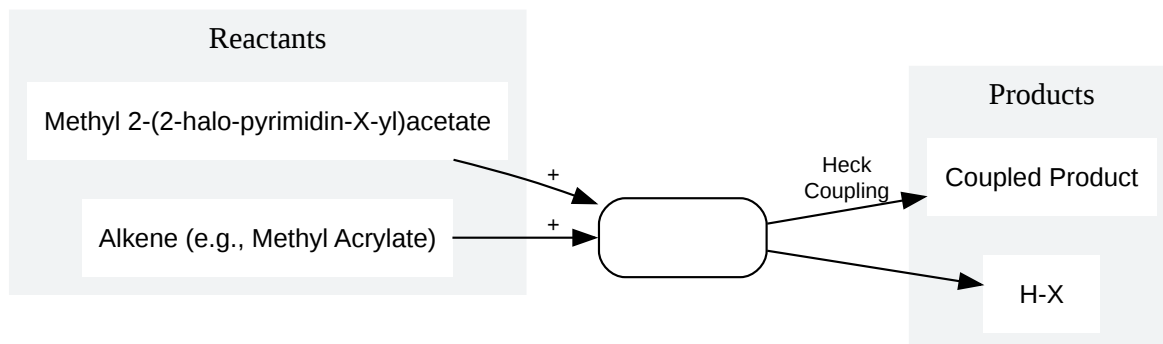 Reactants
Methyl 2-(2-halo-pyrimidin-X-yl)acetate
+
Alkene (e.g., Methyl Acrylate)
+
Heck
Coupling
Products
Coupled Product
H-X